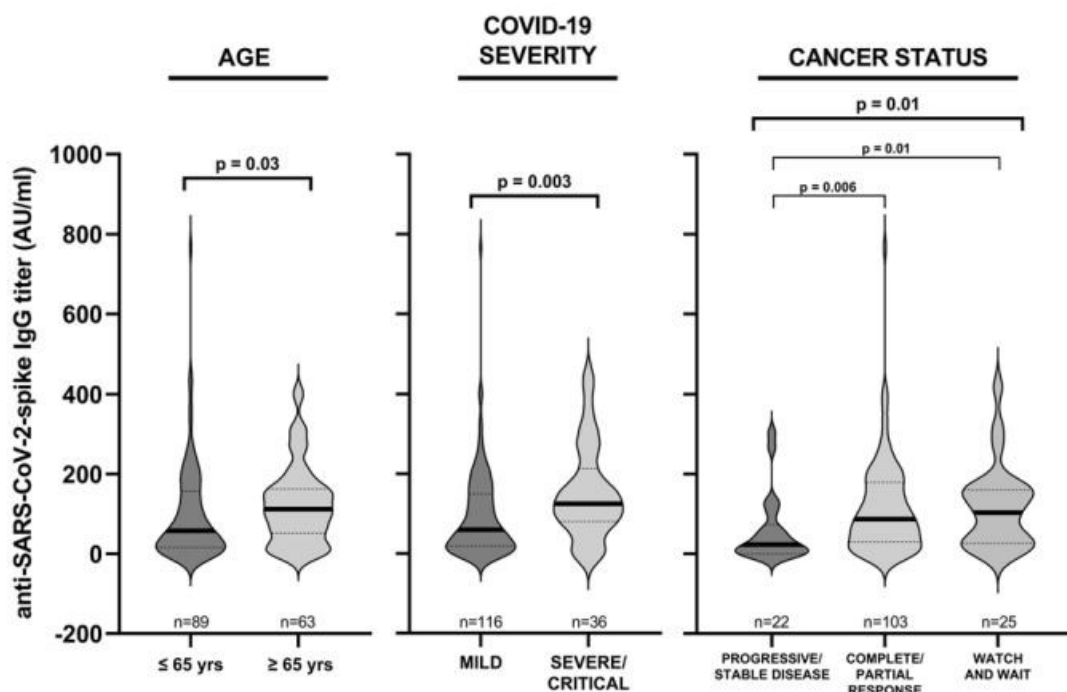 AGE
COVID-19
SEVERITY
CANCER STATUS
p = 0.03
p = 0.003
p = 0.01
p = 0.01
p = 0.006
anti-SARS-CoV-2-spike IgG titer (AU/ml)
1000
800
600
400
200
0
-200
n=89
n=63
n=116
n=36
n=22
n=103
n=25
≤ 65 yrs
≥ 65 yrs
MILD
SEVERE/
CRITICAL
PROGRESSIVE/
STABLE DISEASE
COMPLETE/
PARTIAL
RESPONSE
WATCH
AND WAIT